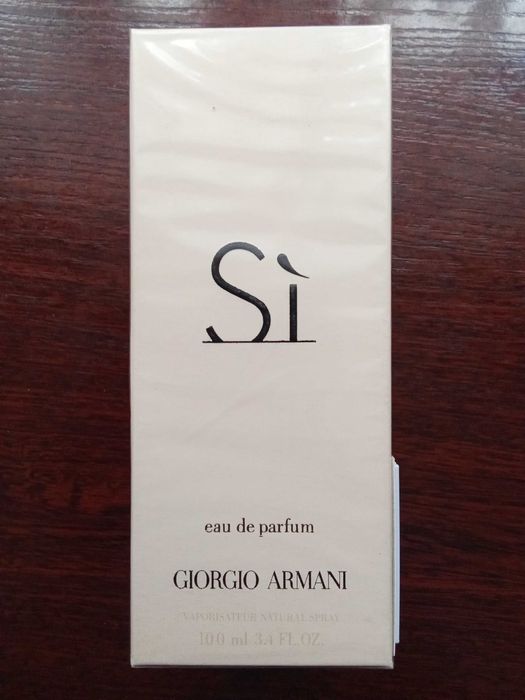 Sì
eau de parfum
GIORGIO ARMANI
VAPORISATEUR NATURAL SPRAY
100 ml 3.4 FL.OZ.